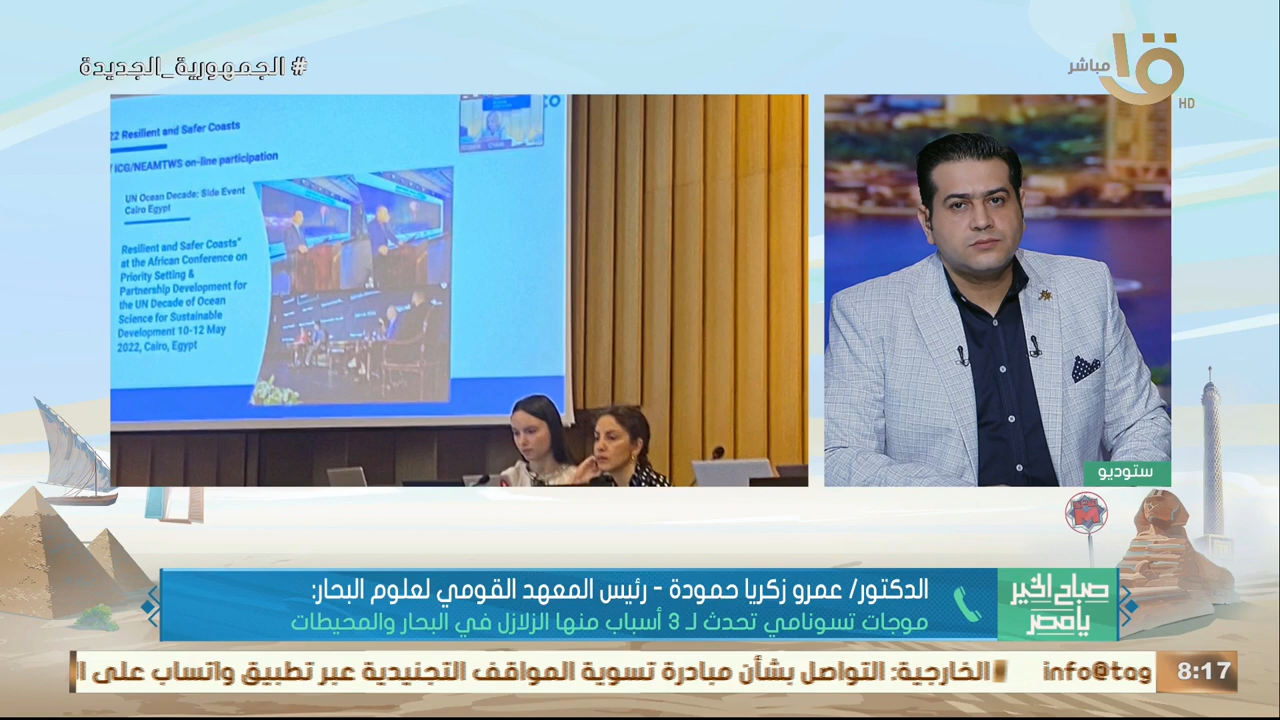 # الجمهورية_الجديدة
مباشر
HD
22 Resilient and Safer Coasts
/ ICG/NEAMTWS on-line participation
UN Ocean Decade: Side Event
Cairo Egypt
Resilient and Safer Coasts"
at the African Conference on
Priority Setting &
Partnership Development for
the UN Decade of Ocean
Science for Sustainable
Development 10-12 May
2022, Cairo, Egypt
ستوديو
صباح الخير
يا مصر
الدكتور/ عمرو زكريا حمودة - رئيس المعهد القومي لعلوم البحار:
موجات تسونامي تحدث لـ 3 أسباب منها الزلازل في البحار والمحيطات
8:17
info@tag
الخارجية: التواصل بشأن مبادرة تسوية المواقف التجنيدية عبر تطبيق واتساب على ا